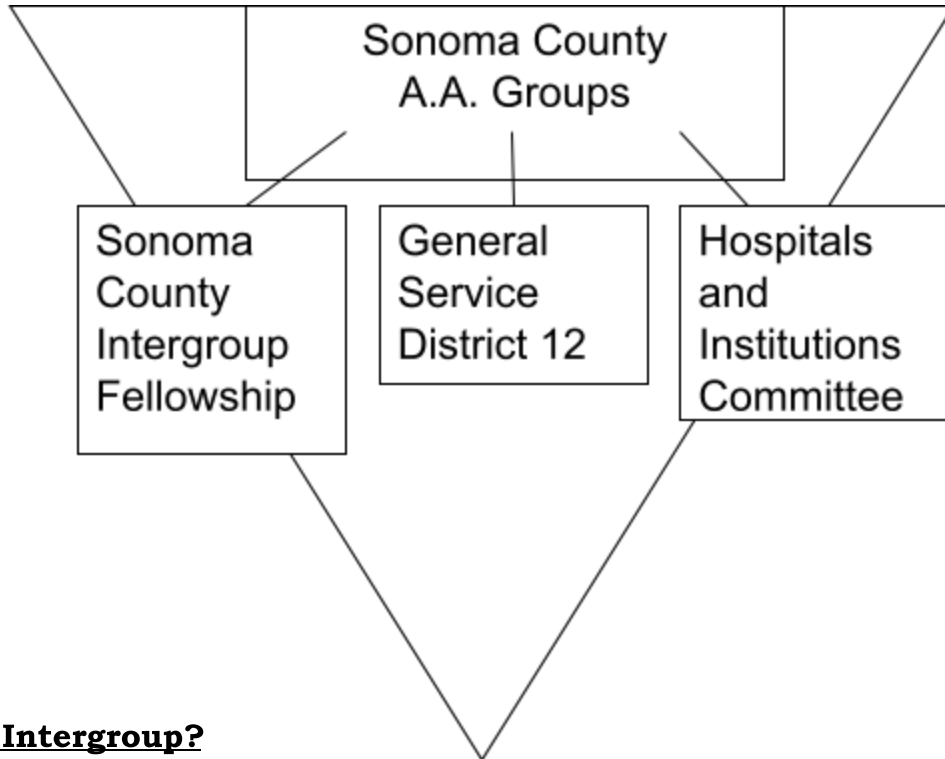 Sonoma County
A.A. Groups
Sonoma
County
Intergroup
Fellowship
General
Service
District 12
Hospitals
and
Institutions
Committee
Intergroup?